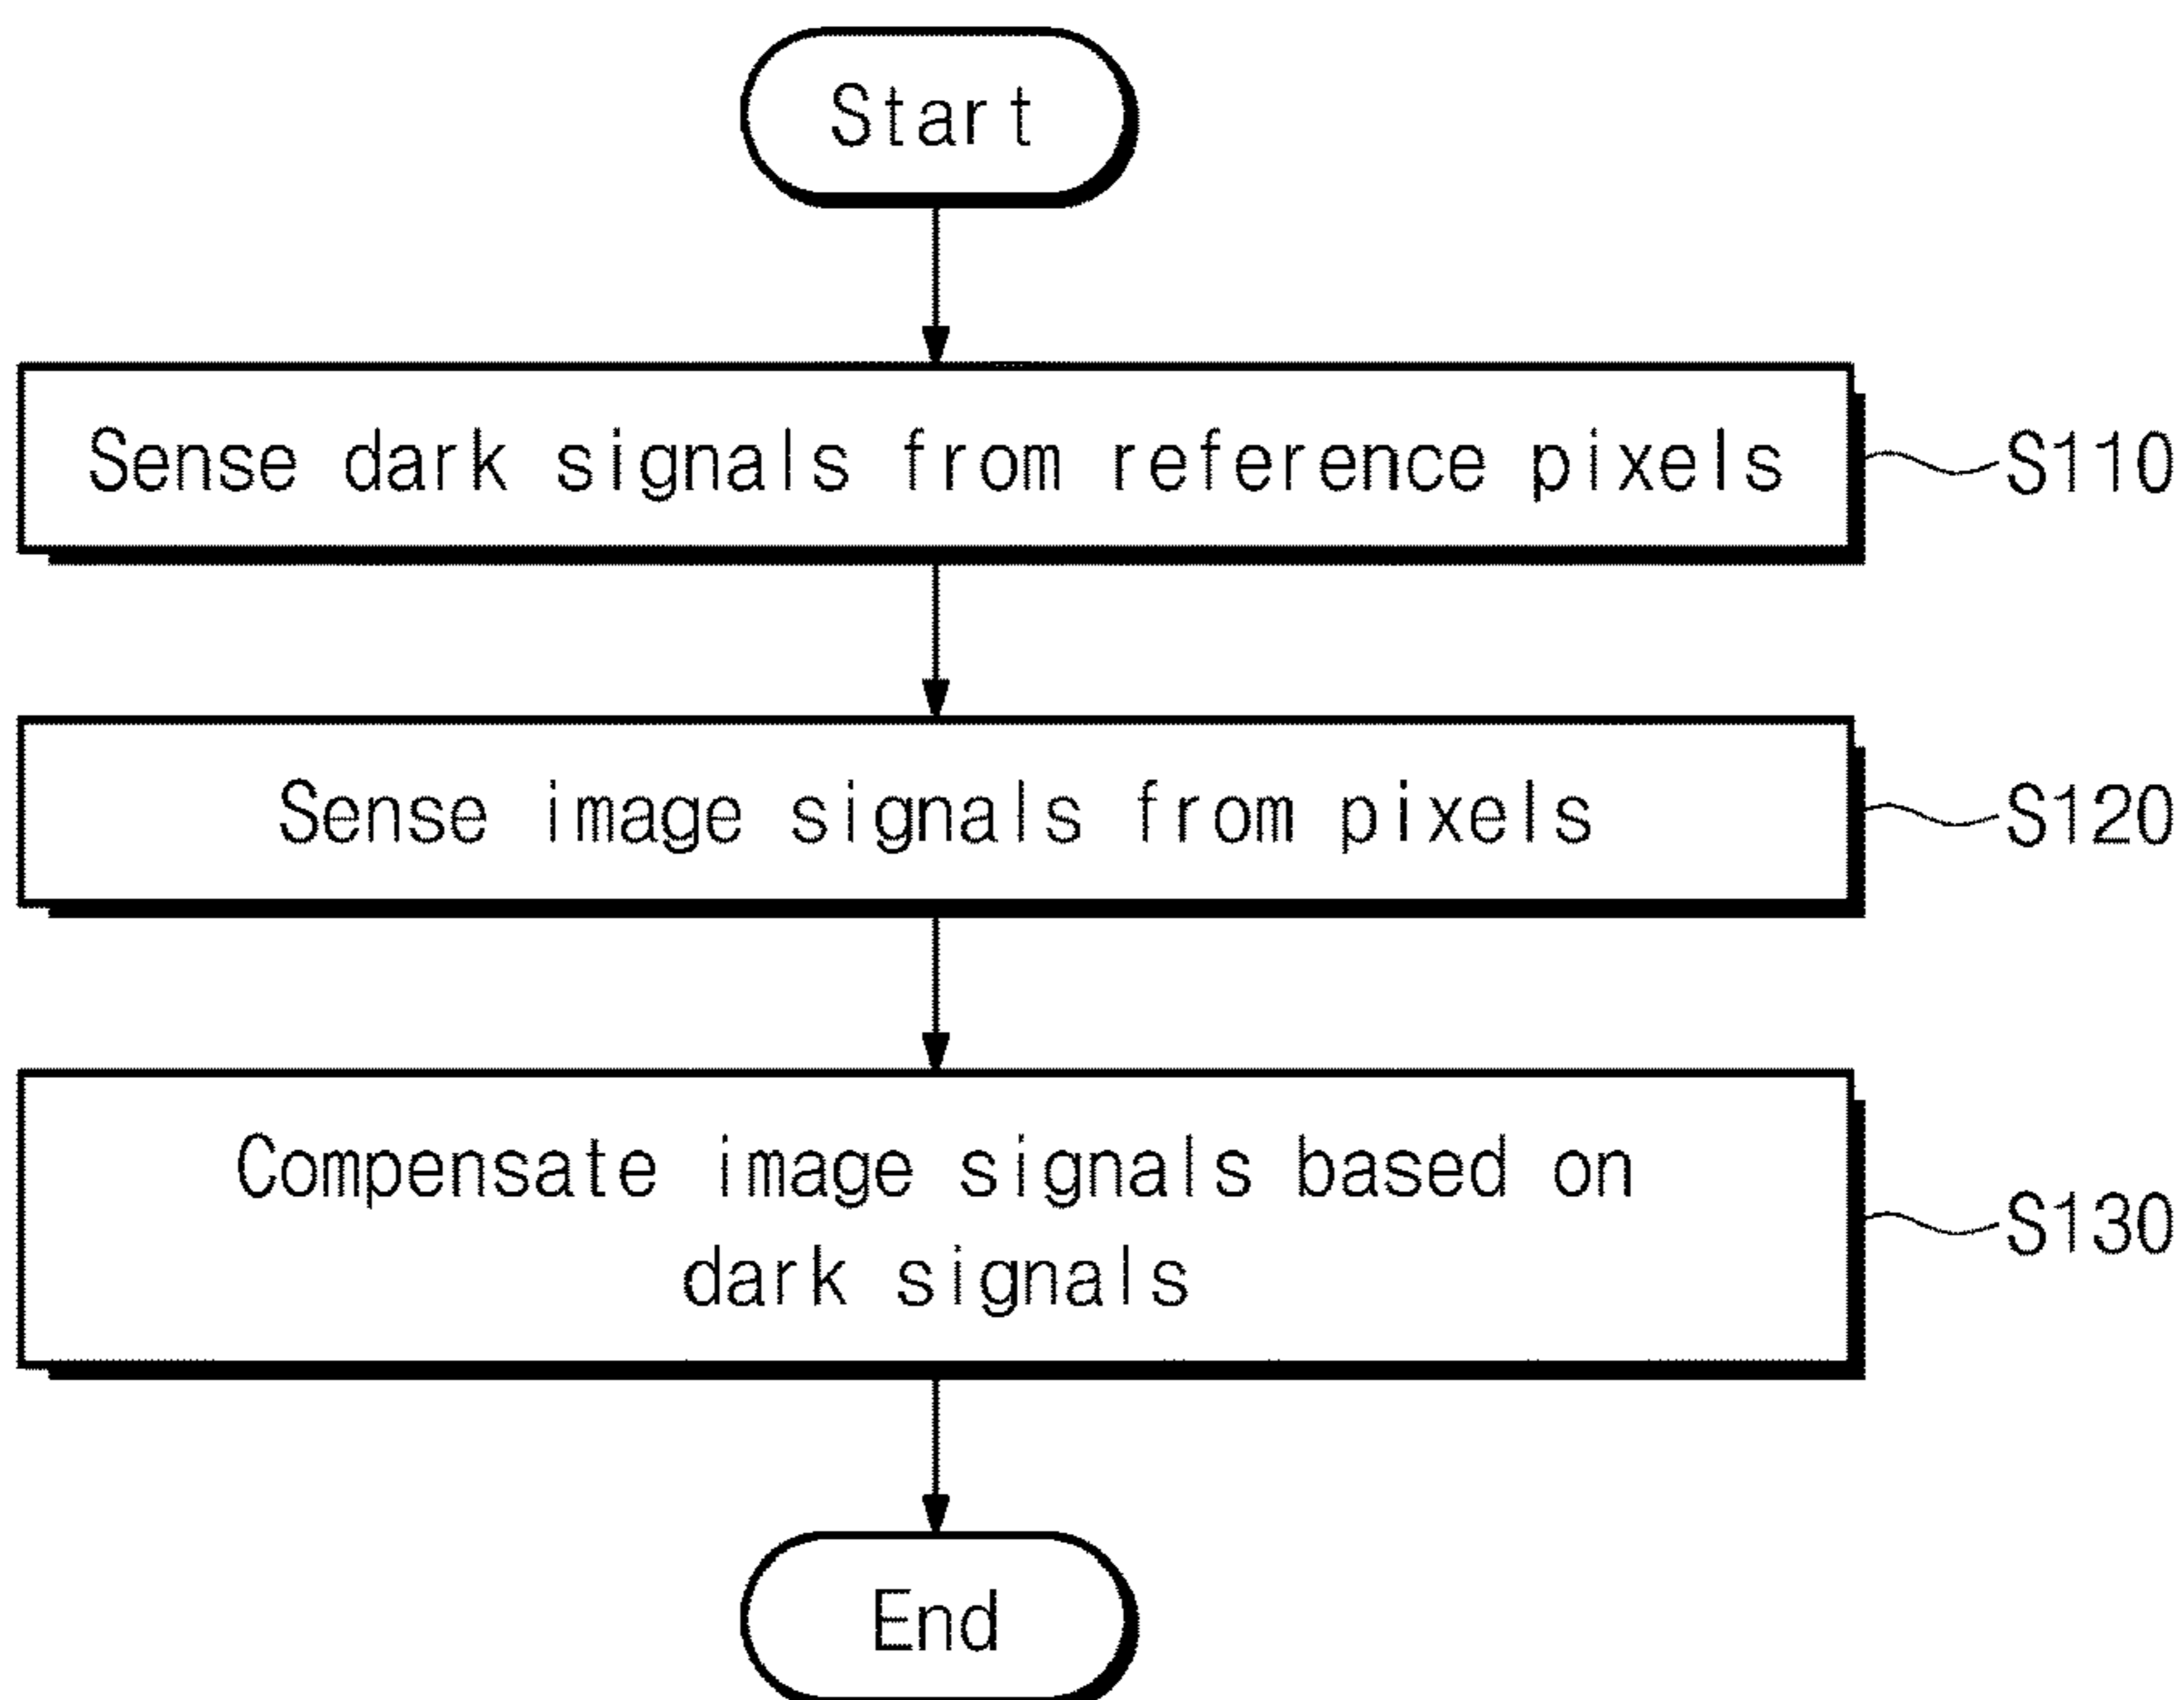 Start
Sense dark signals from reference pixels
S110
Sense image signals from pixels
S120
Compensate image signals based on
dark signals
S130
End